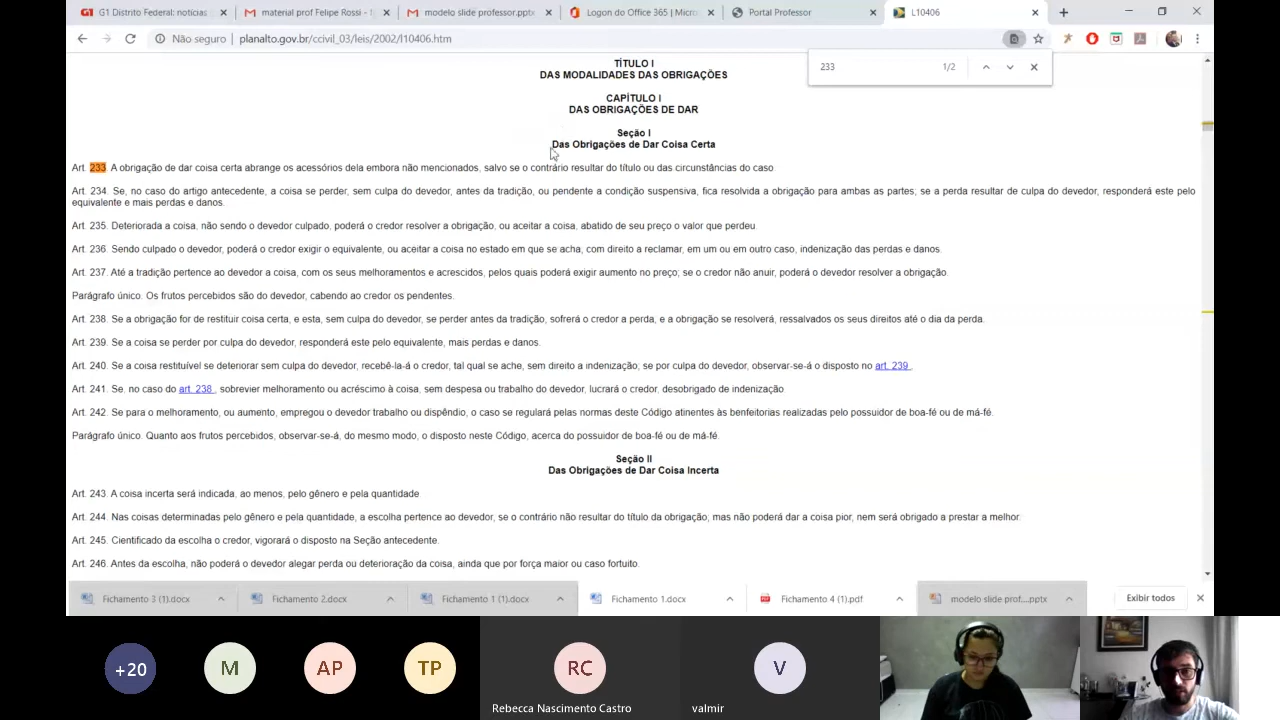 G1 Distrito Federal: notícias
material prof Felipe Rossi - f
modelo slide professor.pptx
Logon do Office 365 | Micro
Portal Professor
L10406
Não seguro | planalto.gov.br/ccivil_03/leis/2002/l10406.htm
233 1/2
TÍTULO I
DAS MODALIDADES DAS OBRIGAÇÕES
CAPÍTULO I
DAS OBRIGAÇÕES DE DAR
Seção I
Das Obrigações de Dar Coisa Certa
Art. 233. A obrigação de dar coisa certa abrange os acessórios dela embora não mencionados, salvo se o contrário resultar do título ou das circunstâncias do caso
Art. 234. Se, no caso do artigo antecedente, a coisa se perder, sem culpa do devedor, antes da tradição, ou pendente a condição suspensiva, fica resolvida a obrigação para ambas as partes; se a perda resultar de culpa do devedor, responderá este pelo
equivalente e mais perdas e danos.
Art. 235. Deteriorada a coisa, não sendo o devedor culpado, poderá o credor resolver a obrigação, ou aceitar a coisa, abatido de seu preço o valor que perdeu.
Art. 236. Sendo culpado o devedor, poderá o credor exigir o equivalente, ou aceitar a coisa no estado em que se acha, com direito a reclamar, em um ou em outro caso, indenização das perdas e danos.
Art. 237. Até a tradição pertence ao devedor a coisa, com os seus melhoramentos e acrescidos, pelos quais poderá exigir aumento no preço; se o credor não anuir, poderá o devedor resolver a obrigação.
Parágrafo único. Os frutos percebidos são do devedor, cabendo ao credor os pendentes.
Art. 238. Se a obrigação for de restituir coisa certa, e esta, sem culpa do devedor, se perder antes da tradição, sofrerá o credor a perda, e a obrigação se resolverá, ressalvados os seus direitos até o dia da perda.
Art. 239. Se a coisa se perder por culpa do devedor, responderá este pelo equivalente, mais perdas e danos.
Art. 240. Se a coisa restituível se deteriorar sem culpa do devedor, recebê-la-á o credor, tal qual se ache, sem direito a indenização; se por culpa do devedor, observar-se-á o disposto no art. 239 .
Art. 241. Se, no caso do art. 238 , sobrevier melhoramento ou acréscimo à coisa, sem despesa ou trabalho do devedor, lucrará o credor, desobrigado de indenização.
Art. 242. Se para o melhoramento, ou aumento, empregou o devedor trabalho ou dispêndio, o caso se regulará pelas normas deste Código atinentes às benfeitorias realizadas pelo possuidor de boa-fé ou de má-fé.
Parágrafo único. Quanto aos frutos percebidos, observar-se-á, do mesmo modo, o disposto neste Código, acerca do possuidor de boa-fé ou de má-fé.
Seção II
Das Obrigações de Dar Coisa Incerta
Art. 243. A coisa incerta será indicada, ao menos, pelo gênero e pela quantidade.
Art. 244. Nas coisas determinadas pelo gênero e pela quantidade, a escolha pertence ao devedor, se o contrário não resultar do título da obrigação; mas não poderá dar a coisa pior, nem será obrigado a prestar a melhor.
Art. 245. Cientificado da escolha o credor, vigorará o disposto na Seção antecedente.
Art. 246. Antes da escolha, não poderá o devedor alegar perda ou deterioração da coisa, ainda que por força maior ou caso fortuito.
Fichamento 3 (1).docx
Fichamento 2.docx
Fichamento 1 (1).docx
Fichamento 1.docx
Fichamento 4 (1).pdf
modelo slide prof....pptx
Exibir todos
+20
M
AP
TP
RC
V
Rebecca Nascimento Castro
valmir